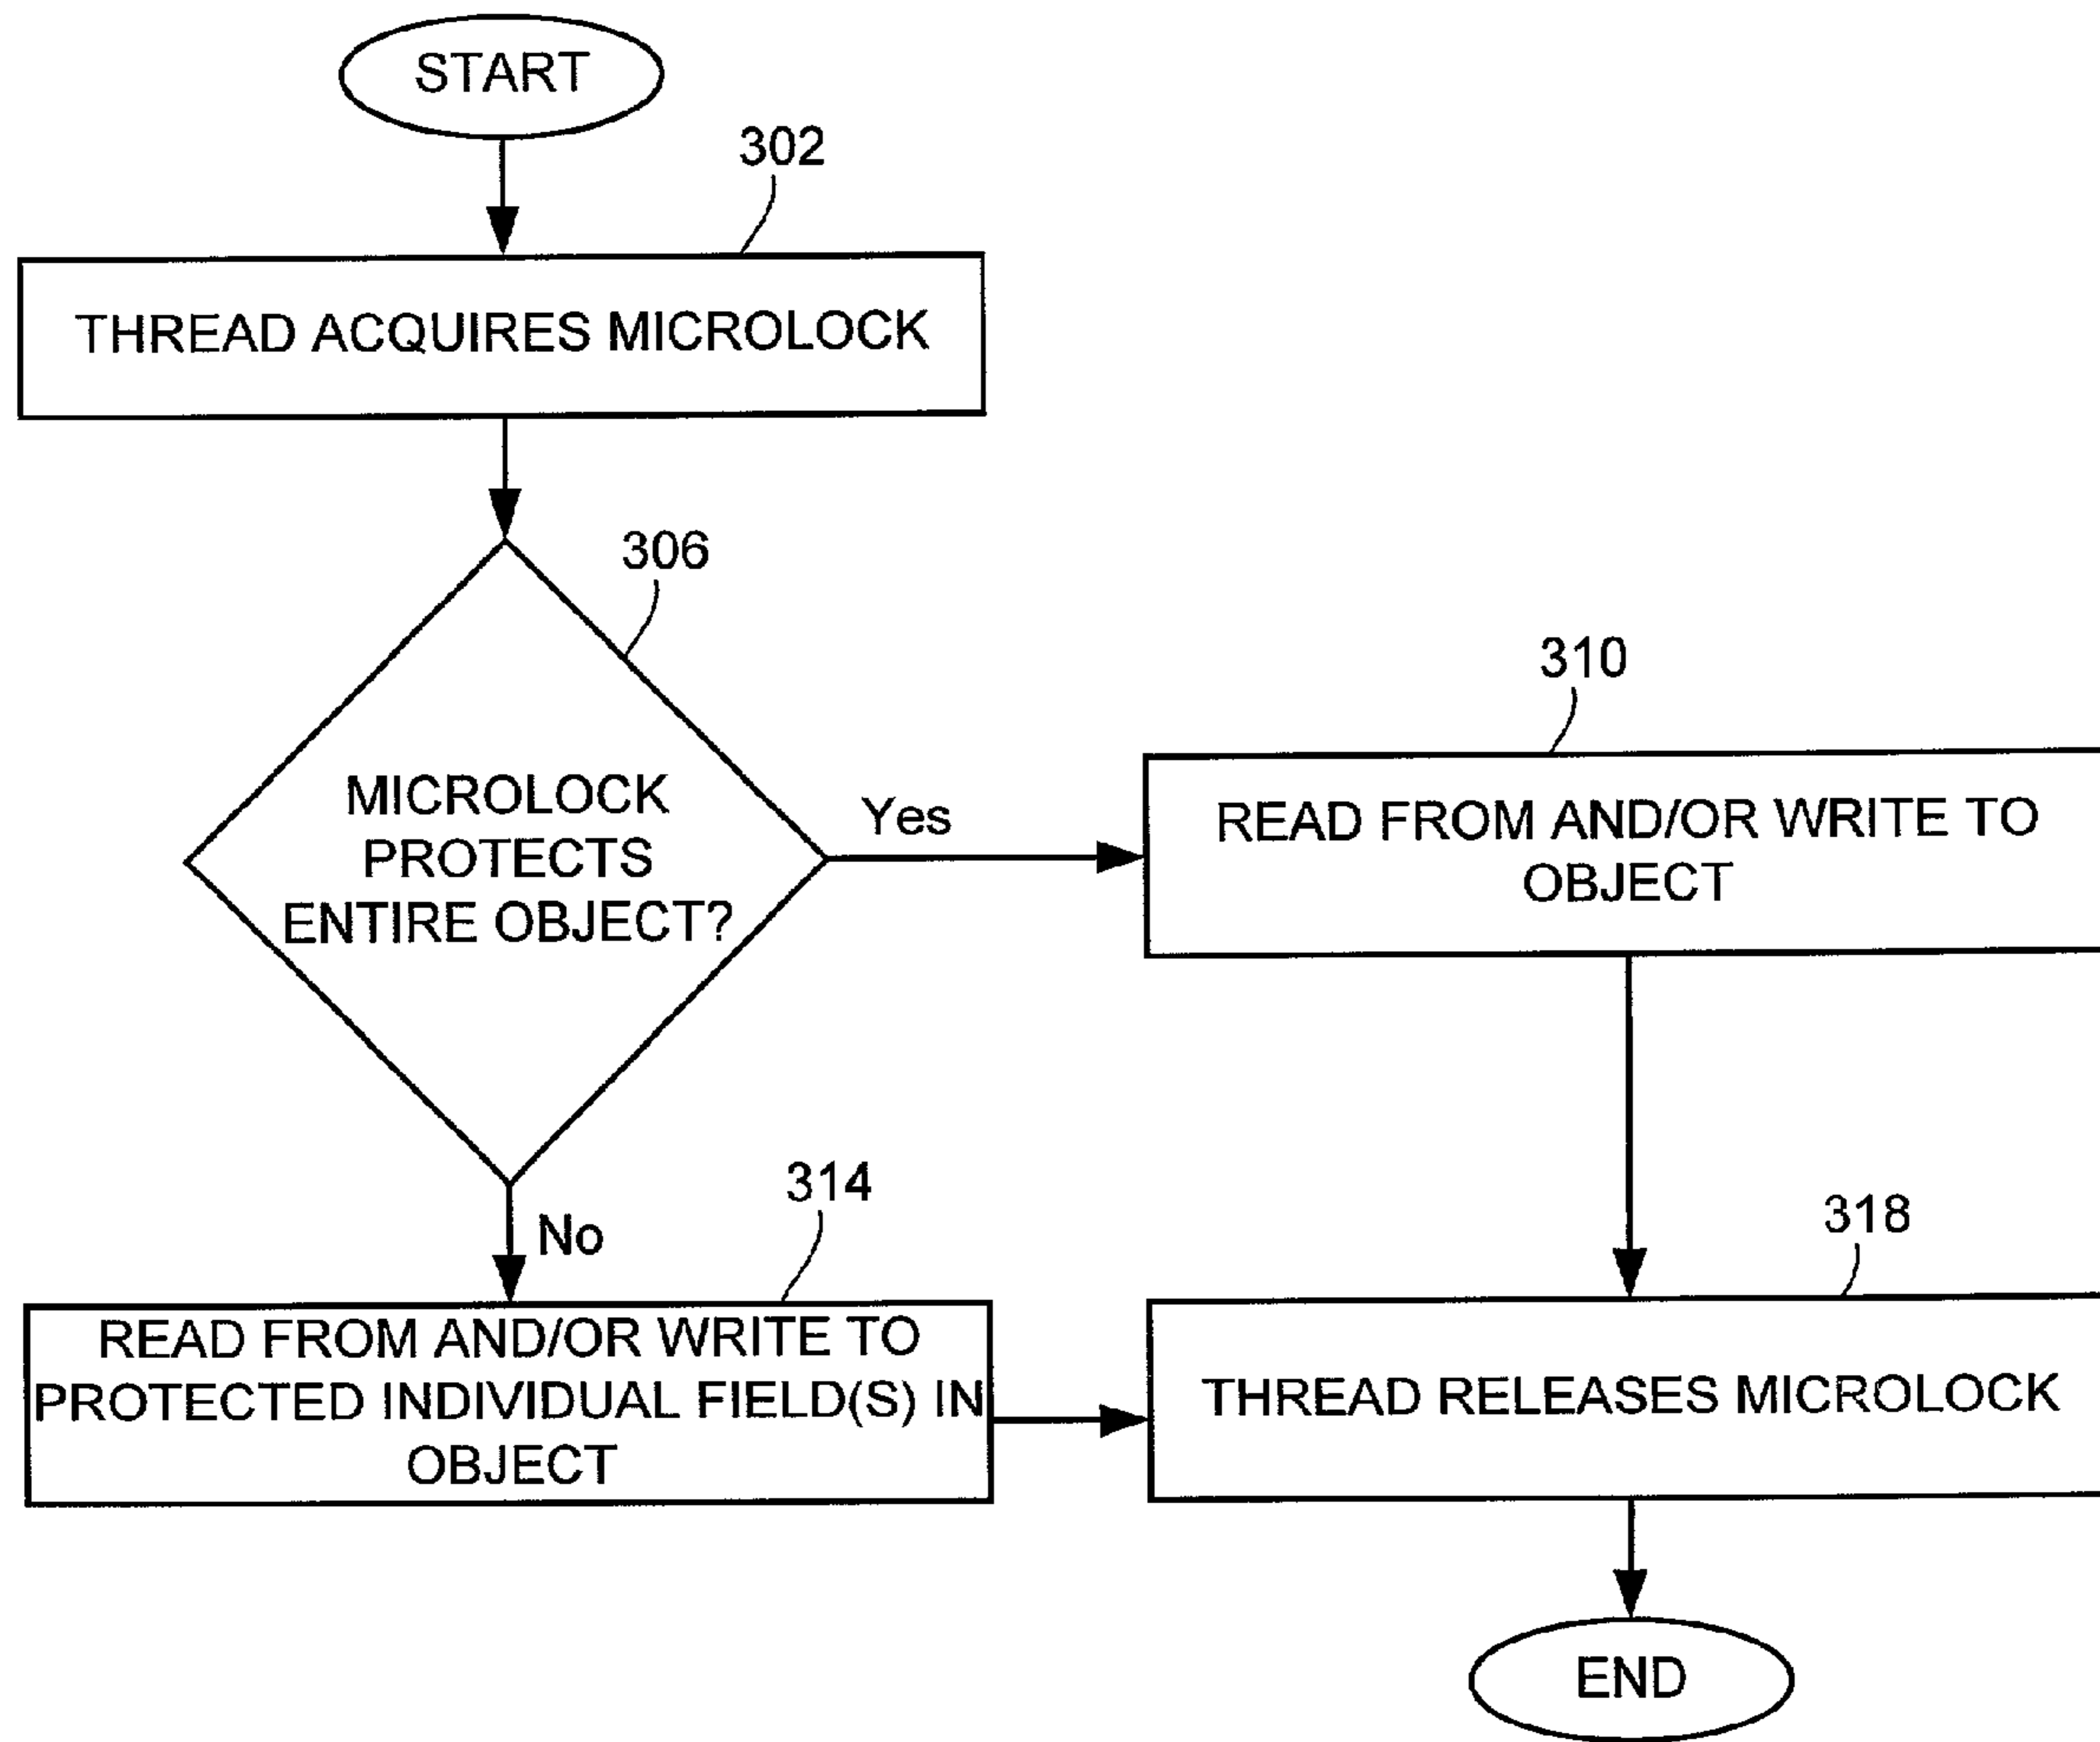 START
302
THREAD ACQUIRES MICROLOCK
306
MICROLOCK
PROTECTS
ENTIRE OBJECT?
Yes
310
READ FROM AND/OR WRITE TO
OBJECT
No
314
READ FROM AND/OR WRITE TO
PROTECTED INDIVIDUAL FIELD(S) IN
OBJECT
318
THREAD RELEASES MICROLOCK
END